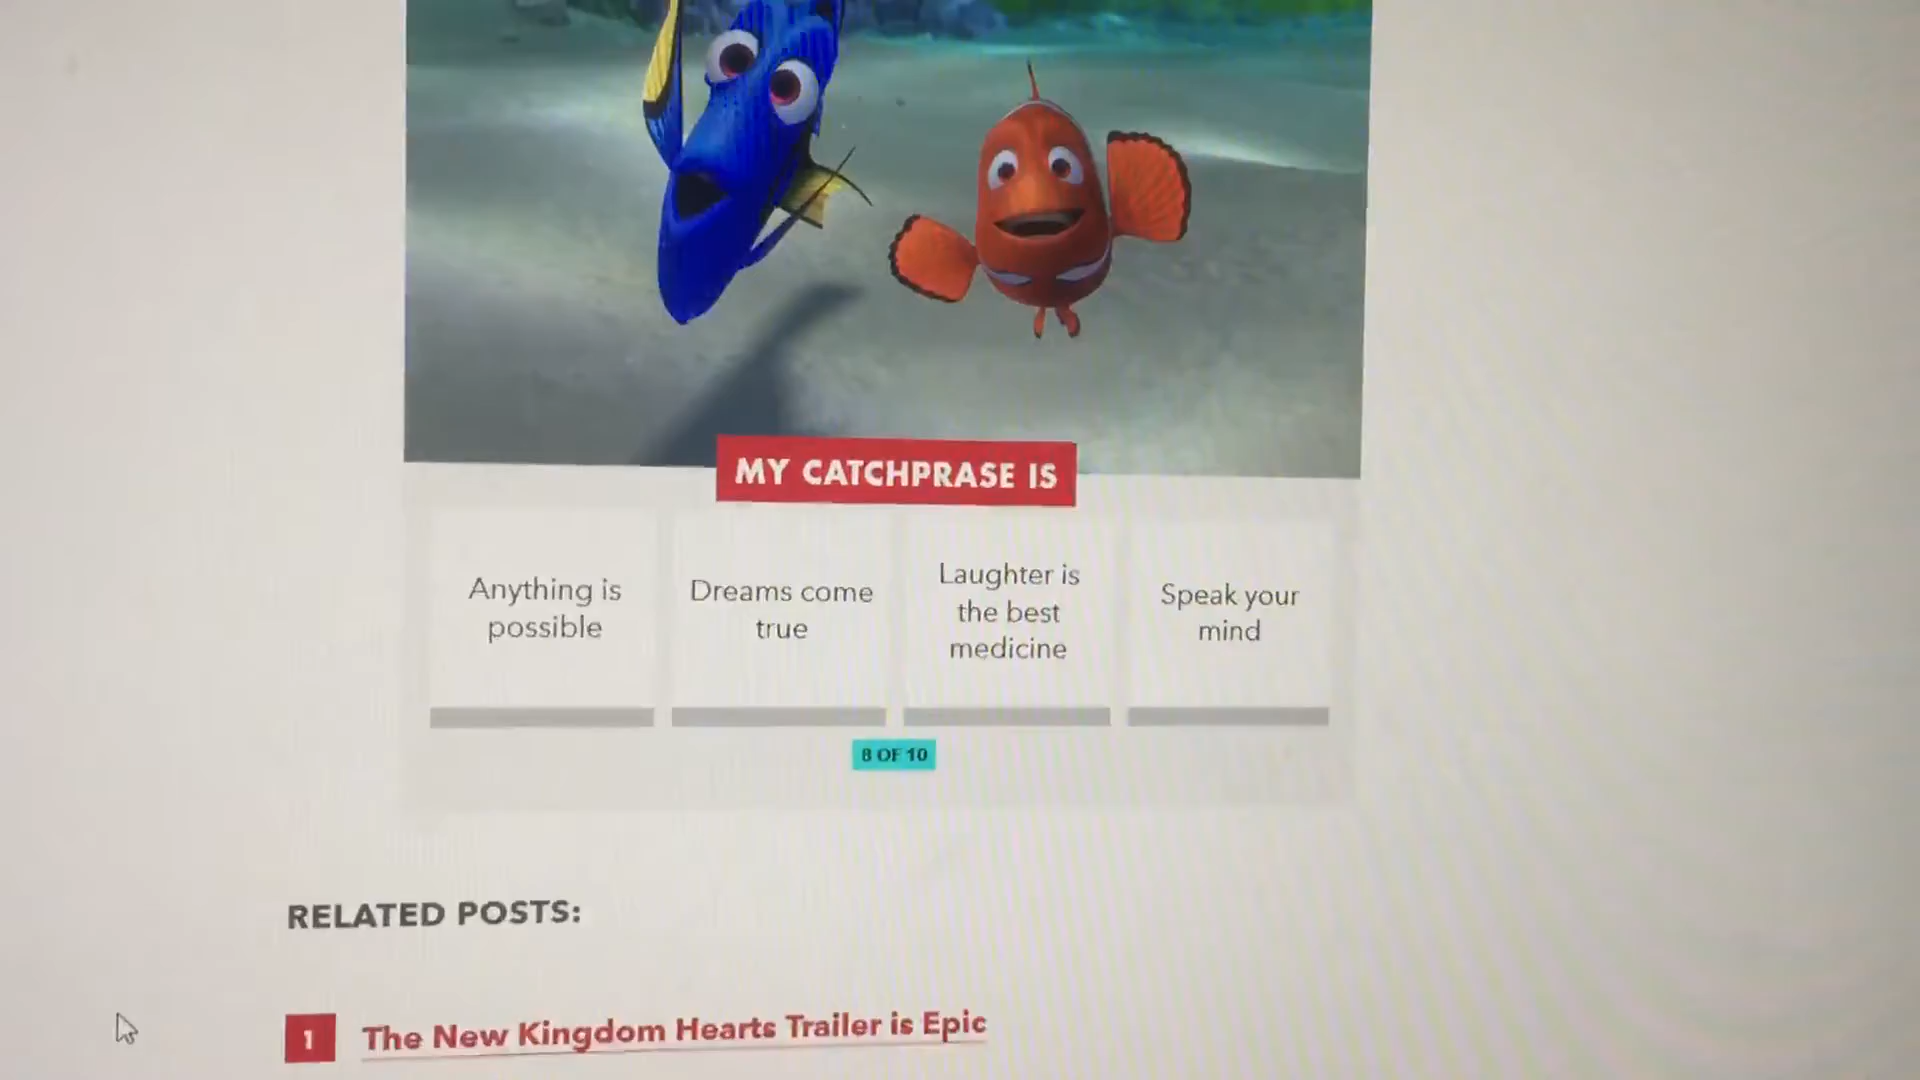 MY CATCHPRASE IS
Anything is
possible
Dreams come
true
Laughter is
the best
medicine
Speak your
mind
8 OF 10
RELATED POSTS:
1 The New Kingdom Hearts Trailer is Epic